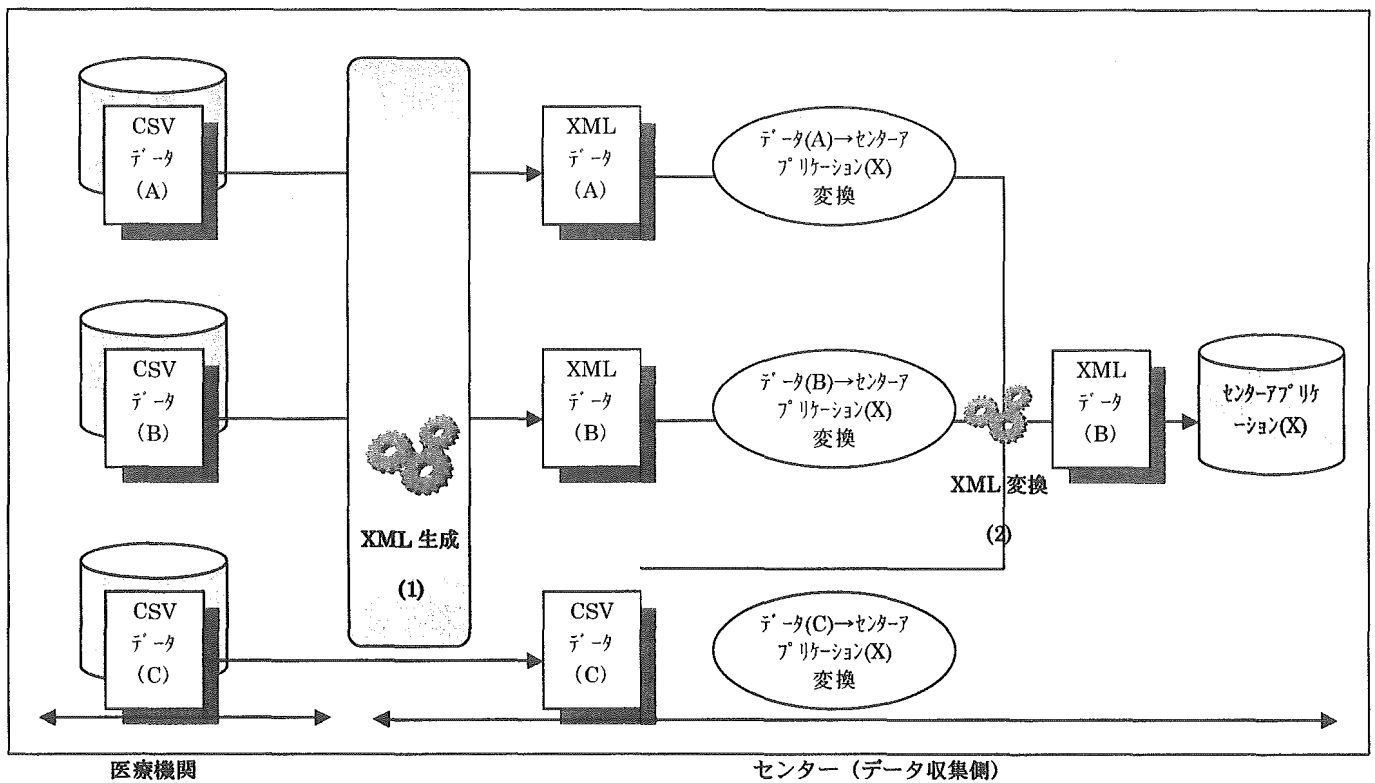 CSV
ﾃﾞｰﾀ
(A)
XML
ﾃﾞｰﾀ
(A)
ﾃﾞｰﾀ(A)→ｾﾝﾀｰｱ
ﾌﾟﾘｹｰｼｮﾝ(X)
変換
CSV
ﾃﾞｰﾀ
(B)
XML
ﾃﾞｰﾀ
(B)
ﾃﾞｰﾀ(B)→ｾﾝﾀｰｱ
ﾌﾟﾘｹｰｼｮﾝ(X)
変換
XML 変換
(2)
XML
ﾃﾞｰﾀ
(B)
ｾﾝﾀｰｱﾌﾟﾘｹ
ｰｼｮﾝ(X)
XML 生成
(1)
CSV
ﾃﾞｰﾀ
(C)
CSV
ﾃﾞｰﾀ
(C)
ﾃﾞｰﾀ(C)→ｾﾝﾀｰｱ
ﾌﾟﾘｹｰｼｮﾝ(X)
変換
医療機関
センター（データ収集側）